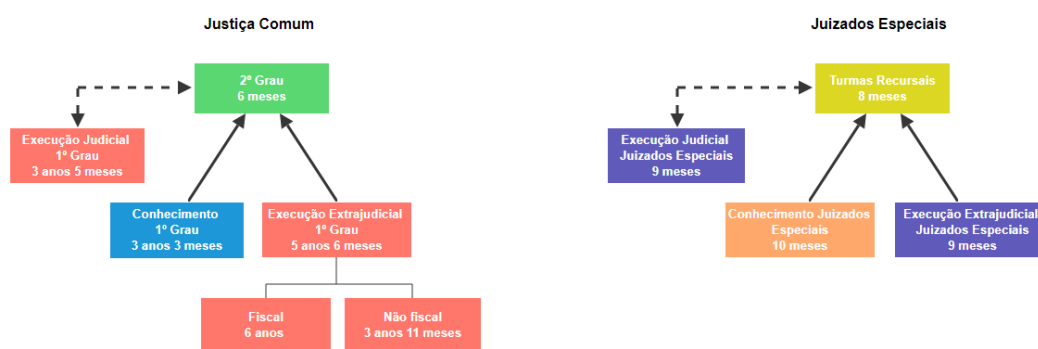 Justiça Comum
2º Grau
6 meses
Execução Judicial
1º Grau
3 anos 5 meses
Conhecimento
1º Grau
3 anos 3 meses
Execução Extrajudicial
1º Grau
5 anos 6 meses
Fiscal
6 anos
Não fiscal
3 anos 11 meses
Juizados Especiais
Turmas Recursais
8 meses
Execução Judicial
Juizados Especiais
9 meses
Conhecimento Juizados
Especiais
10 meses
Execução Extrajudicial
Juizados Especiais
9 meses